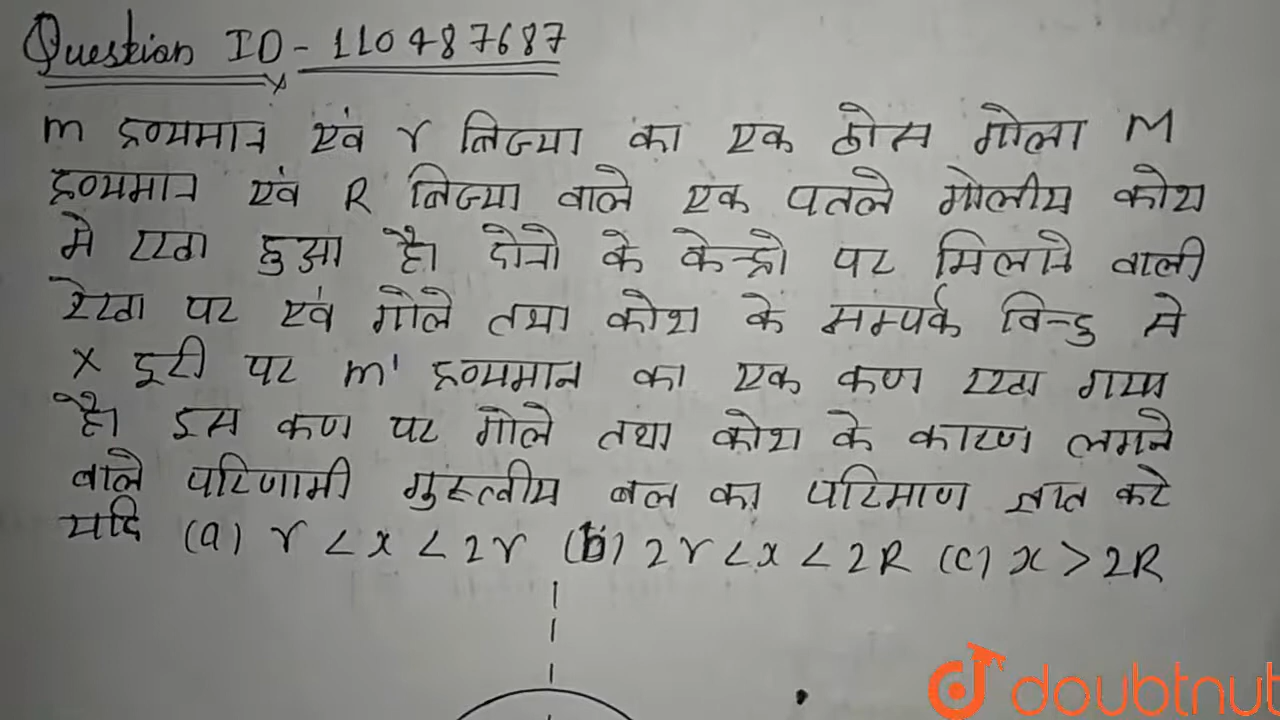 Question ID - 110487687
m द्रव्यमान एवं r त्रिज्या का एक ठोस गोला M
द्रव्यमान एवं R त्रिज्या वाले एक पतले गोलीय कोश
मे रखा हुआ है। दोनो के केन्द्रो पर मिलाने वाली
रेखा पर एवं गोले तथा कोश के सम्पर्क बिन्दु से
x दूरी पर m' द्रव्यमान का एक कण रखा गया
है। इस कण पर गोले तथा कोश के कारण लगने
वाले परिणामी गुरुत्वीय बल का परिमाण ज्ञात करे
यदि (a) r < x < 2r (b) 2r < x < 2R (c) x > 2R
doubtnut